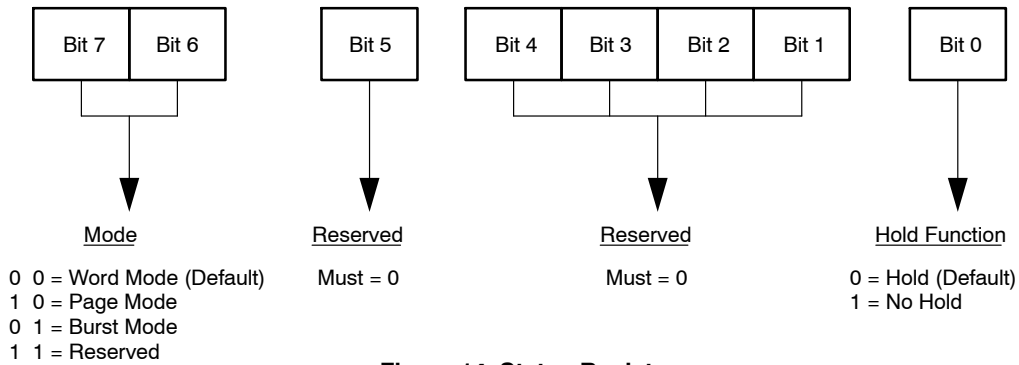 Bit 7 Bit 6 Bit 5 Bit 4 Bit 3 Bit 2 Bit 1 Bit 0
Mode Reserved Reserved Hold Function
0 0 = Word Mode (Default) Must = 0 Must = 0 0 = Hold (Default)
1 0 = Page Mode 1 = No Hold
0 1 = Burst Mode
1 1 = Reserved